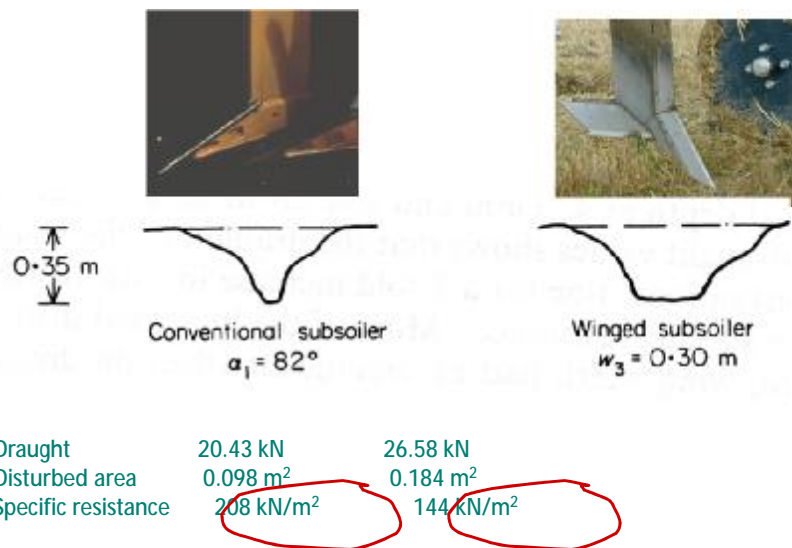 0·35 m
Conventional subsoiler
α₁ = 82°
Winged subsoiler
w₃ = 0·30 m
Draught 20.43 kN 26.58 kN
Disturbed area 0.098 m² 0.184 m²
Specific resistance 208 kN/m² 144 kN/m²